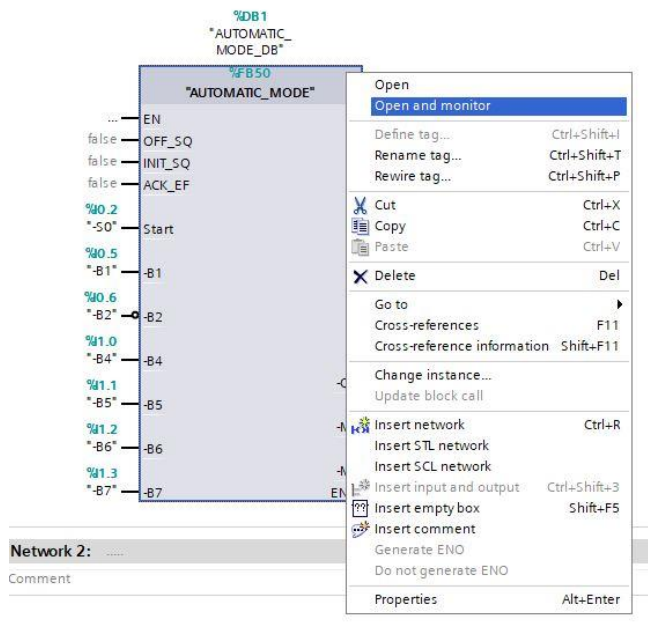 %DB1
"AUTOMATIC_
MODE_DB"
%FB50
"AUTOMATIC_MODE"
... EN
false OFF_SQ
false INIT_SQ
false ACK_EF
%I0.2
"-S0" Start
%I0.5
"-B1" -B1
%I0.6
"-B2" -B2
%I1.0
"-B4" -B4
%I1.1
"-B5" -B5
%I1.2
"-B6" -B6
%I1.3
"-B7" -B7
Open
Open and monitor
Define tag... Ctrl+Shift+I
Rename tag... Ctrl+Shift+T
Rewire tag... Ctrl+Shift+P
Cut Ctrl+X
Copy Ctrl+C
Paste Ctrl+V
Delete Del
Go to
Cross-references F11
Cross-reference information Shift+F11
Change instance...
Update block call
Insert network Ctrl+R
Insert STL network
Insert SCL network
Insert input and output Ctrl+Shift+3
Insert empty box Shift+F5
Insert comment
Generate ENO
Do not generate ENO
Properties Alt+Enter
Network 2: .....
Comment